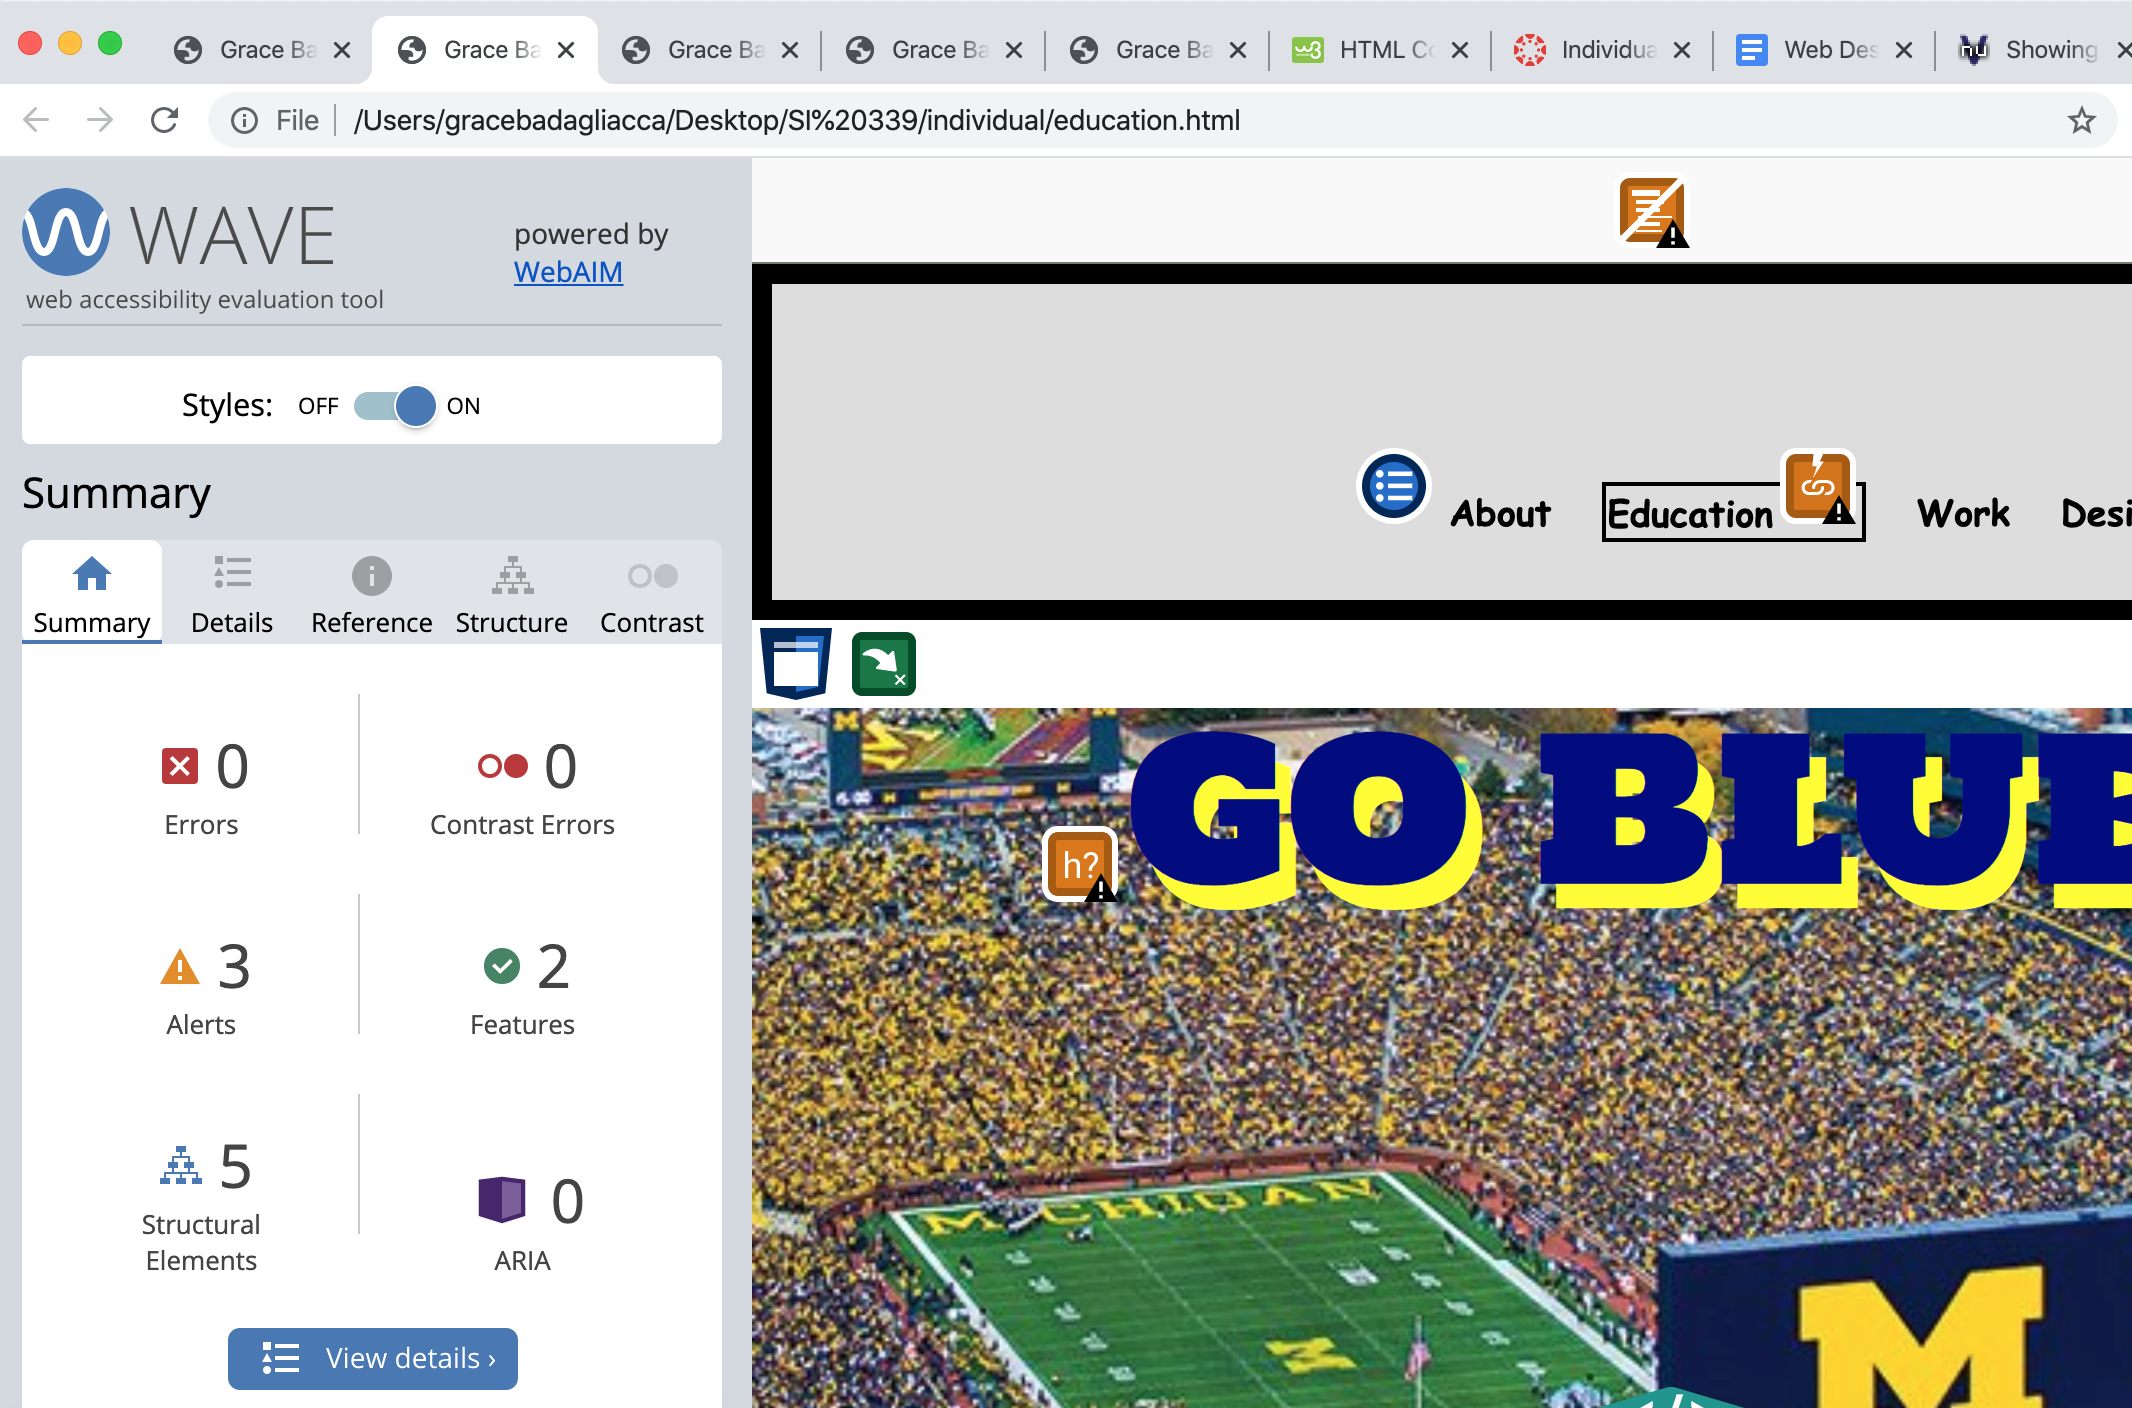 Grace Ba
Grace Ba
Grace Ba
Grace Ba
Grace Ba
HTML Co
Individua
Web Des
Showing
File
/Users/gracebadagliacca/Desktop/SI%20339/individual/education.html
WAVE
powered by
WebAIM
web accessibility evaluation tool
Styles: OFF ON
Summary
Summary Details Reference Structure Contrast
0
Errors
0
Contrast Errors
3
Alerts
2
Features
5
Structural
Elements
0
ARIA
View details ›
About Education Work Desi
h?
GO BLUE
MICHIGAN
M
M